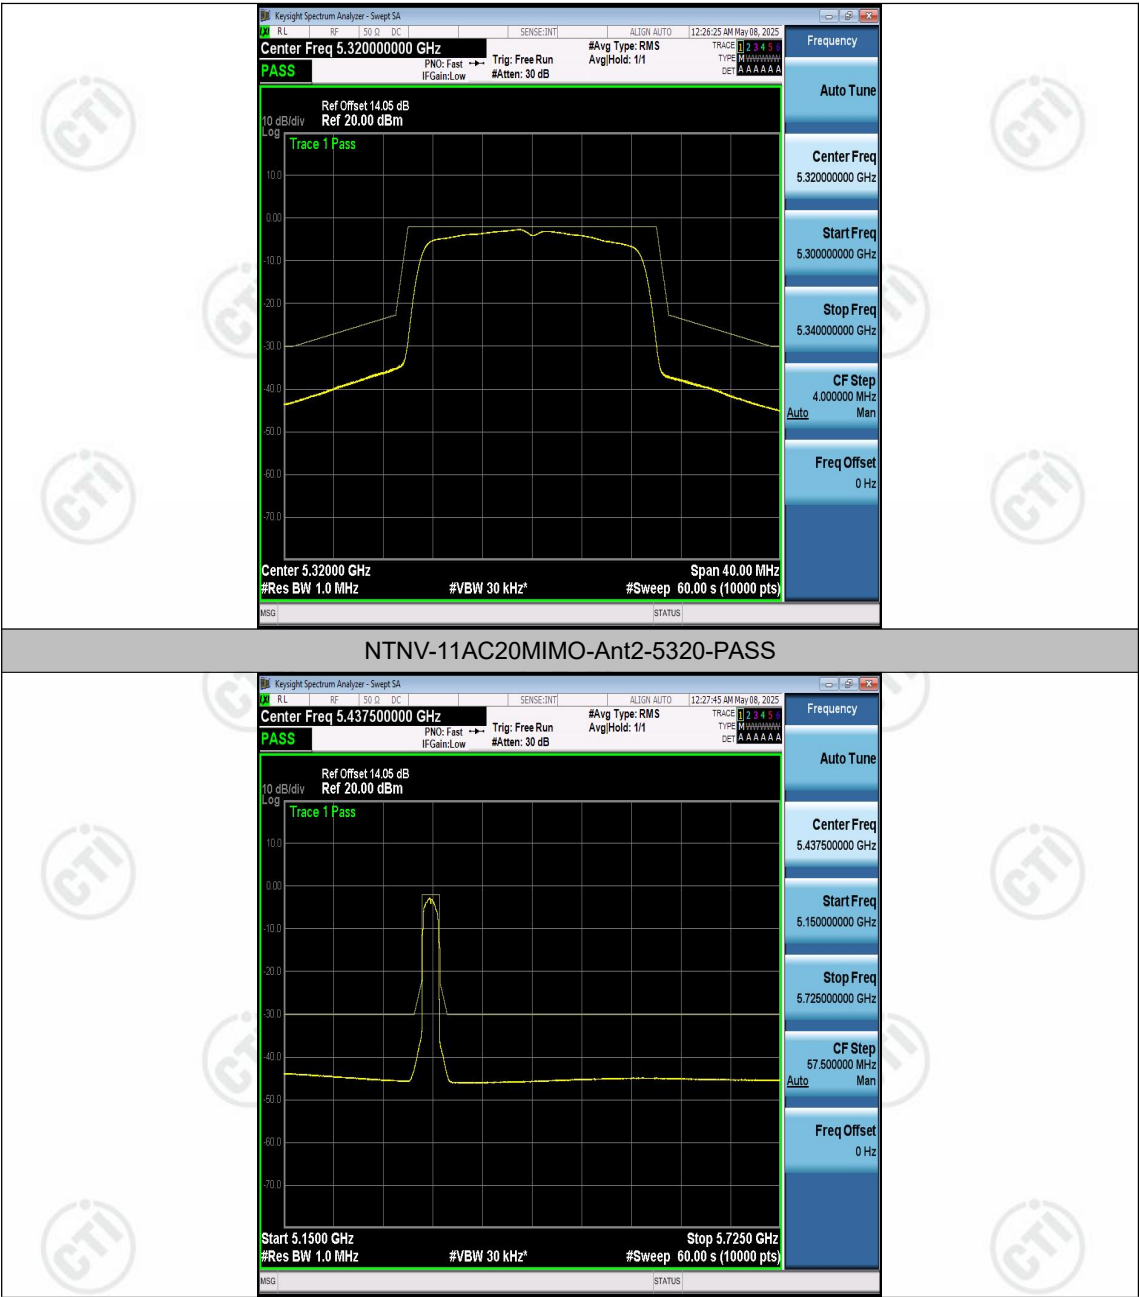 Keysight Spectrum Analyzer - Swept SA
RL RF 50 Ω DC SENSE:INT ALIGN AUTO 12:26:25 AM May 08, 2025
Center Freq 5.320000000 GHz
PASS
PNO: Fast
IFGain:Low
Trig: Free Run
#Atten: 30 dB
#Avg Type: RMS
Avg|Hold: 1/1
TRACE 1 2 3 4 5 6
TYPE M WWWWW
DET A A A A A A
Ref Offset 14.05 dB
10 dB/div Ref 20.00 dBm
Log
Trace 1 Pass
10.0
0.00
-10.0
-20.0
-30.0
-40.0
-50.0
-60.0
-70.0
Center 5.32000 GHz Span 40.00 MHz
#Res BW 1.0 MHz #VBW 30 kHz* #Sweep 60.00 s (10000 pts)
MSG STATUS
Frequency
Auto Tune
Center Freq
5.320000000 GHz
Start Freq
5.300000000 GHz
Stop Freq
5.340000000 GHz
CF Step
4.000000 MHz
Auto Man
Freq Offset
0 Hz
NTNV-11AC20MIMO-Ant2-5320-PASS
Keysight Spectrum Analyzer - Swept SA
RL RF 50 Ω DC SENSE:INT ALIGN AUTO 12:27:45 AM May 08, 2025
Center Freq 5.437500000 GHz
PASS
PNO: Fast
IFGain:Low
Trig: Free Run
#Atten: 30 dB
#Avg Type: RMS
Avg|Hold: 1/1
TRACE 1 2 3 4 5 6
TYPE M WWWWW
DET A A A A A A
Ref Offset 14.05 dB
10 dB/div Ref 20.00 dBm
Log
Trace 1 Pass
10.0
0.00
-10.0
-20.0
-30.0
-40.0
-50.0
-60.0
-70.0
Start 5.1500 GHz Stop 5.7250 GHz
#Res BW 1.0 MHz #VBW 30 kHz* #Sweep 60.00 s (10000 pts)
MSG STATUS
Frequency
Auto Tune
Center Freq
5.437500000 GHz
Start Freq
5.150000000 GHz
Stop Freq
5.725000000 GHz
CF Step
57.500000 MHz
Auto Man
Freq Offset
0 Hz
CTI
CTI
CTI
CTI
CTI
CTI
CTI
CTI
CTI
CTI